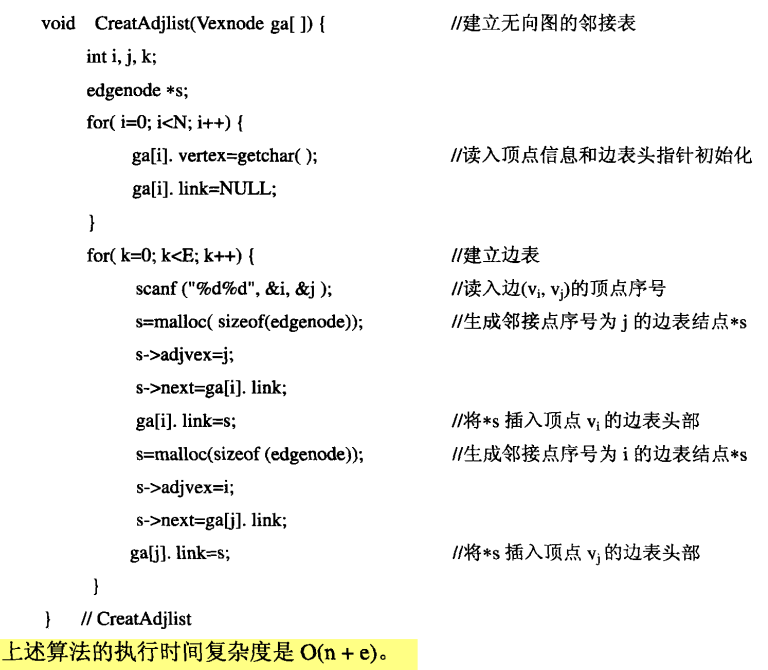 void CreatAdjlist(Vexnode ga[ ]) { //建立无向图的邻接表
int i, j, k;
edgenode *s;
for( i=0; i<N; i++) {
ga[i]. vertex=getchar( ); //读入顶点信息和边表头指针初始化
ga[i]. link=NULL;
}
for( k=0; k<E; k++) { //建立边表
scanf ("%d%d", &i, &j ); //读入边(vi, vj)的顶点序号
s=malloc( sizeof(edgenode)); //生成邻接点序号为 j 的边表结点*s
s->adjvex=j;
s->next=ga[i]. link;
ga[i]. link=s; //将*s 插入顶点 vi 的边表头部
s=malloc(sizeof (edgenode)); //生成邻接点序号为 i 的边表结点*s
s->adjvex=i;
s->next=ga[j]. link;
ga[j]. link=s; //将*s 插入顶点 vj 的边表头部
}
} // CreatAdjlist
上述算法的执行时间复杂度是 O(n + e)。